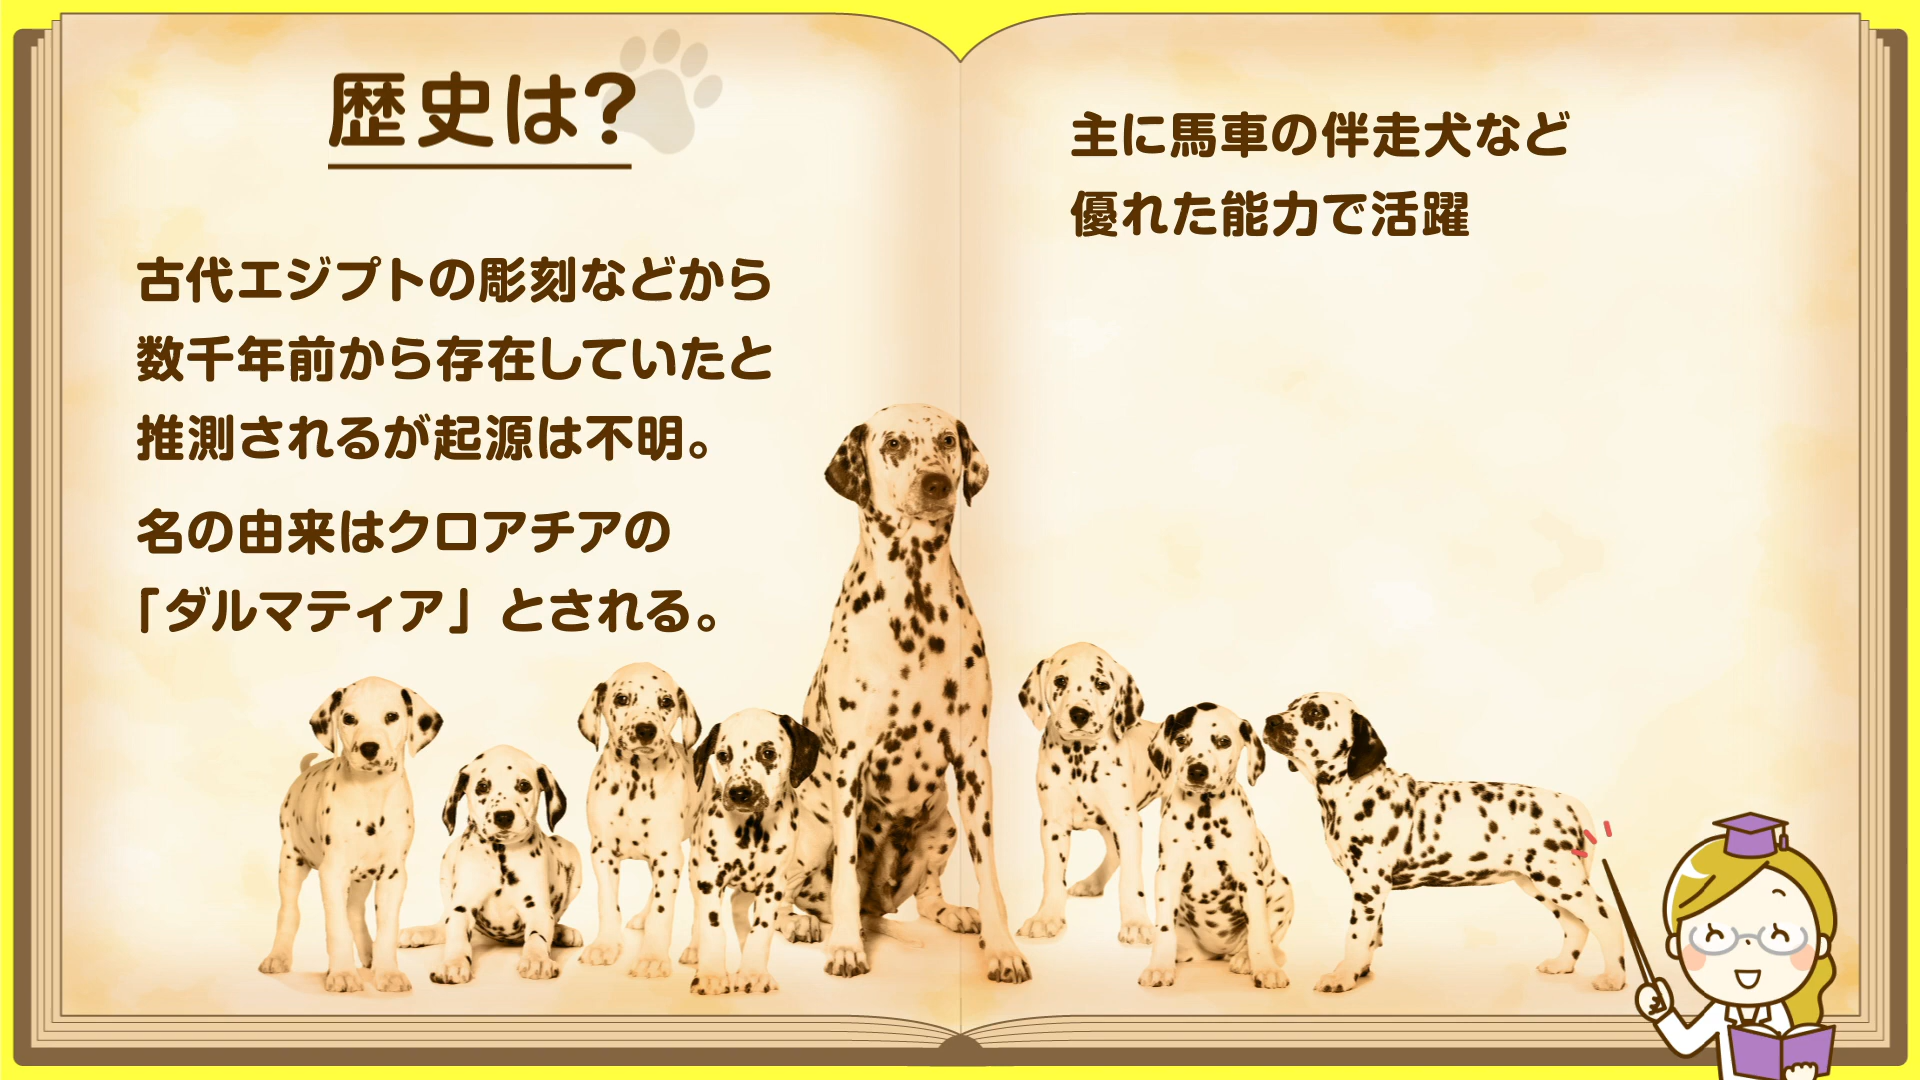 歴史は?
古代エジプトの彫刻などから
数千年前から存在していたと
推測されるが起源は不明。
名の由来はクロアチアの
「ダルマティア」とされる。
主に馬車の伴走犬など
優れた能力で活躍